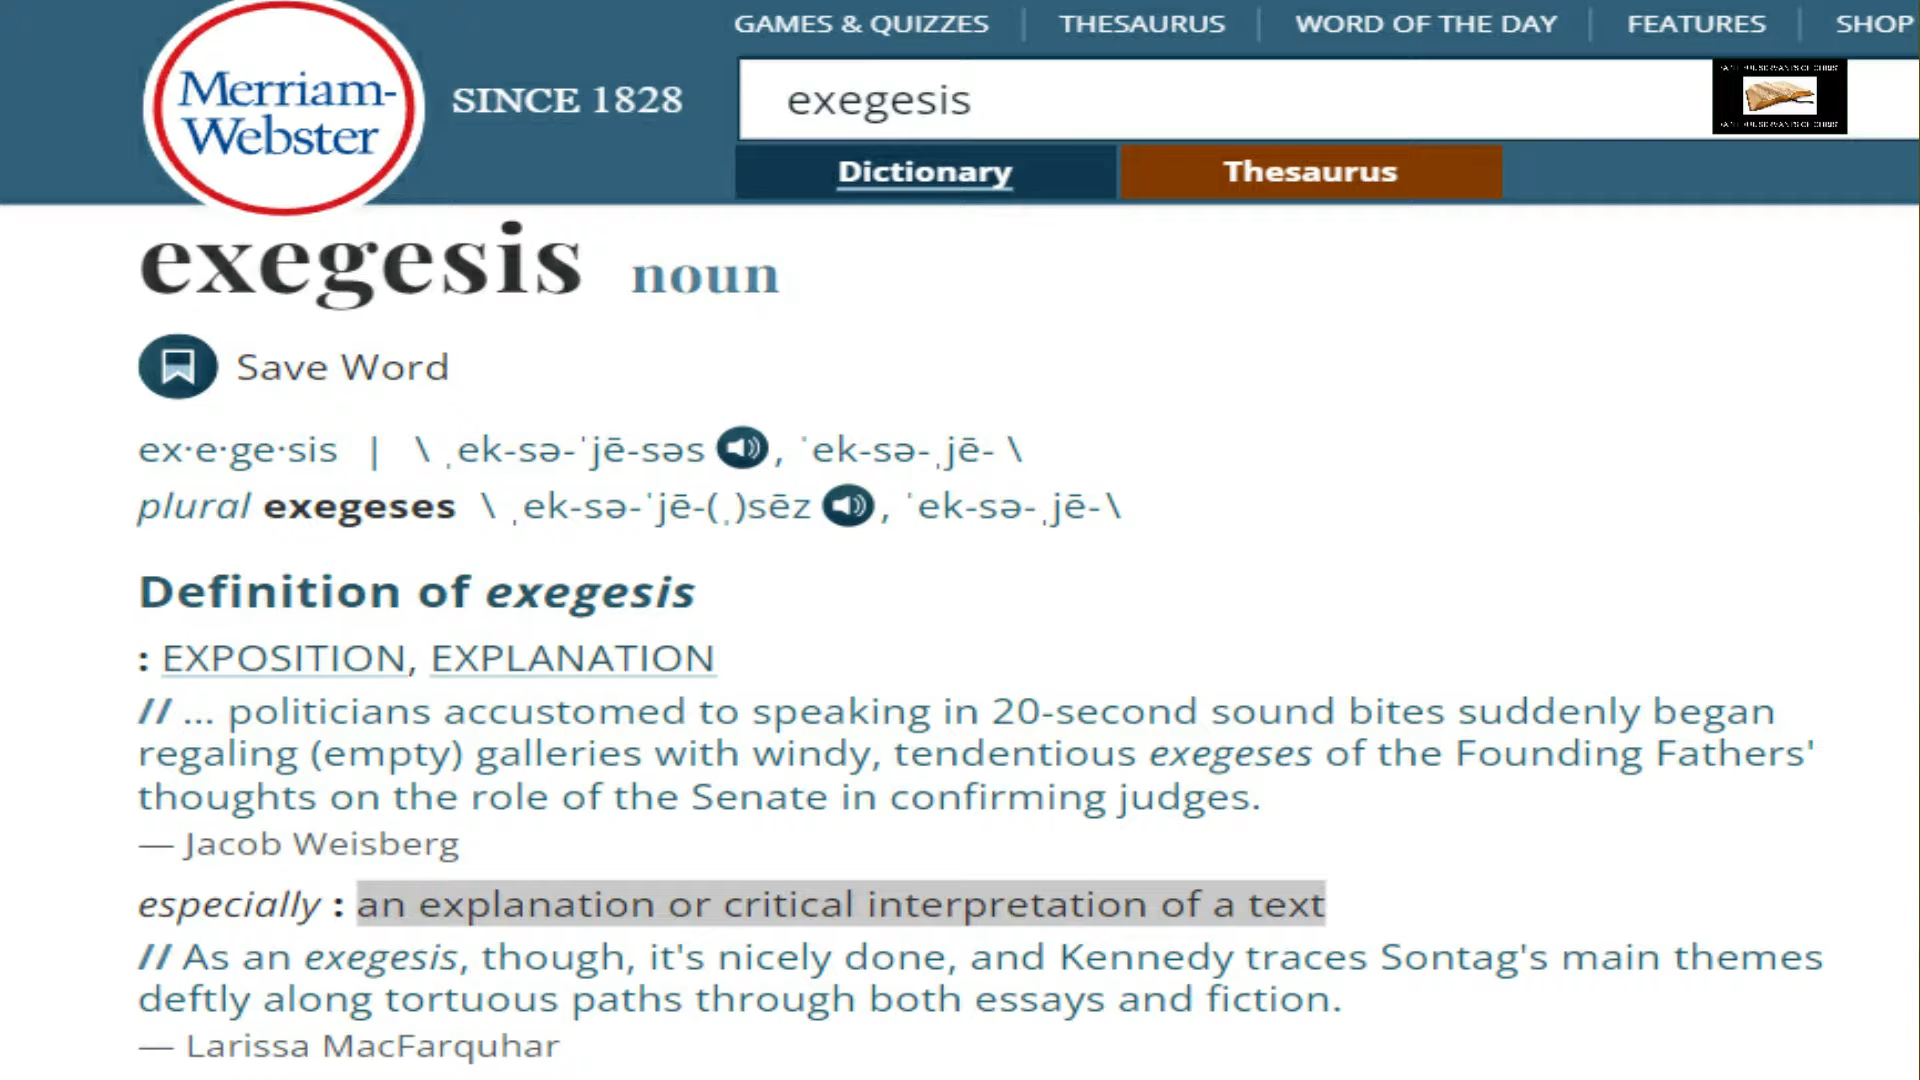 GAMES & QUIZZES | THESAURUS | WORD OF THE DAY | FEATURES | SHOP
Merriam-
Webster
SINCE 1828
exegesis
Dictionary
Thesaurus
exegesis noun
Save Word
ex·e·ge·sis | \ ˌek-sə-ˈjē-səs , ˈek-sə-ˌjē- \
plural exegeses \ ˌek-sə-ˈjē-(ˌ)sēz , ˈek-sə-ˌjē-\
Definition of exegesis
: EXPOSITION, EXPLANATION
// ... politicians accustomed to speaking in 20-second sound bites suddenly began
regaling (empty) galleries with windy, tendentious exegeses of the Founding Fathers'
thoughts on the role of the Senate in confirming judges.
— Jacob Weisberg
especially : an explanation or critical interpretation of a text
// As an exegesis, though, it's nicely done, and Kennedy traces Sontag's main themes
deftly along tortuous paths through both essays and fiction.
— Larissa MacFarquhar